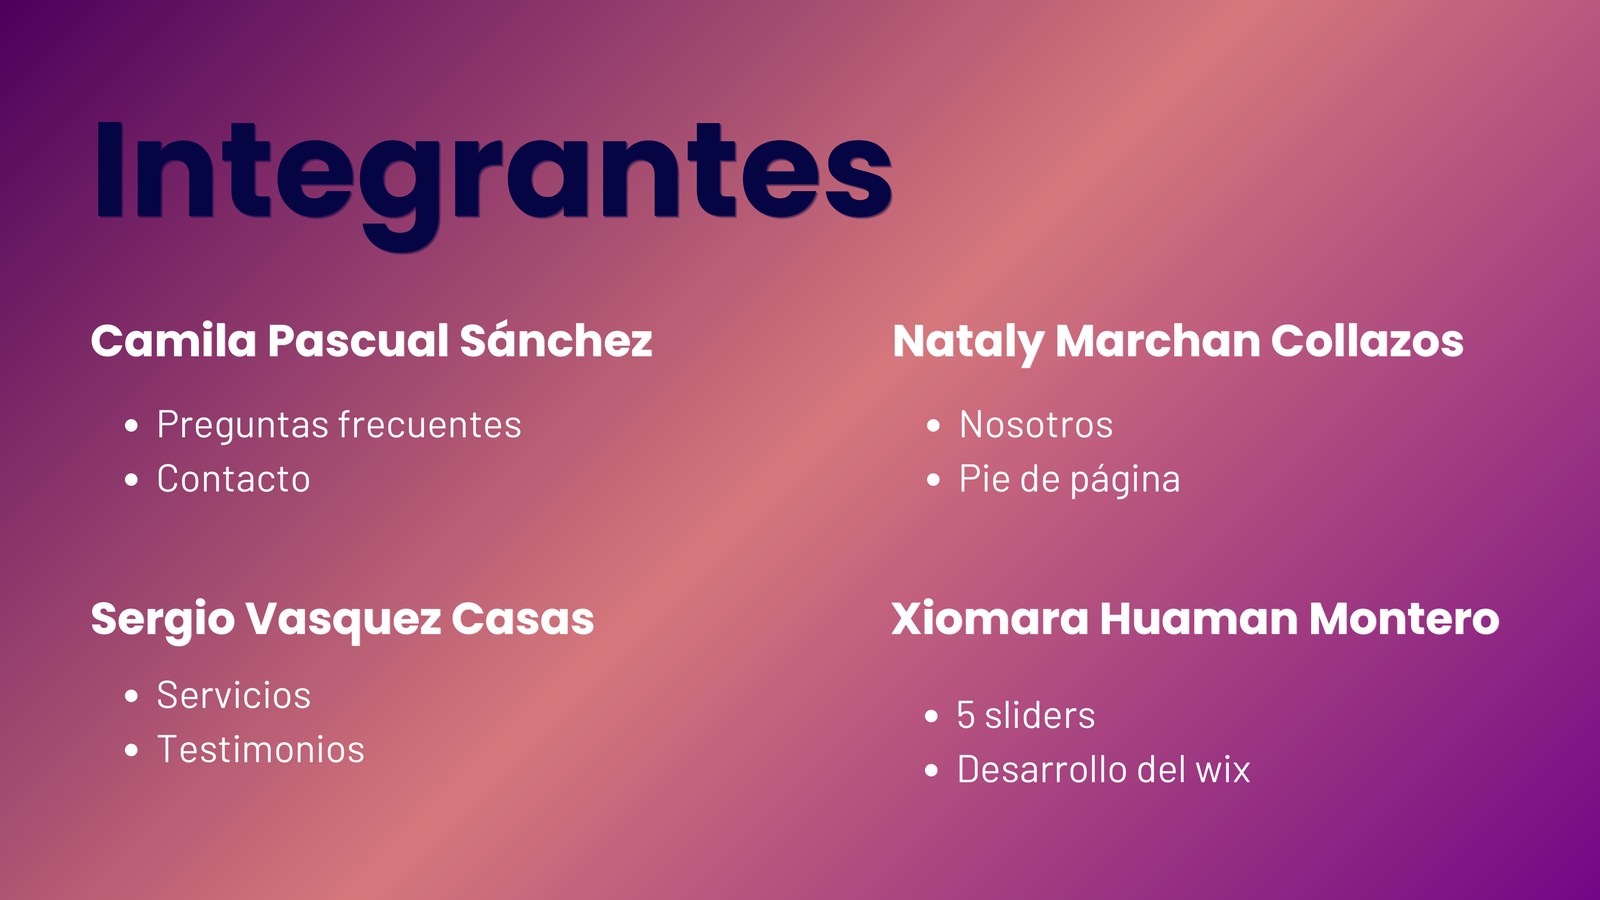 Integrantes
Camila Pascual Sánchez
• Preguntas frecuentes
• Contacto
Nataly Marchan Collazos
• Nosotros
• Pie de página
Sergio Vasquez Casas
• Servicios
• Testimonios
Xiomara Huaman Montero
• 5 sliders
• Desarrollo del wix